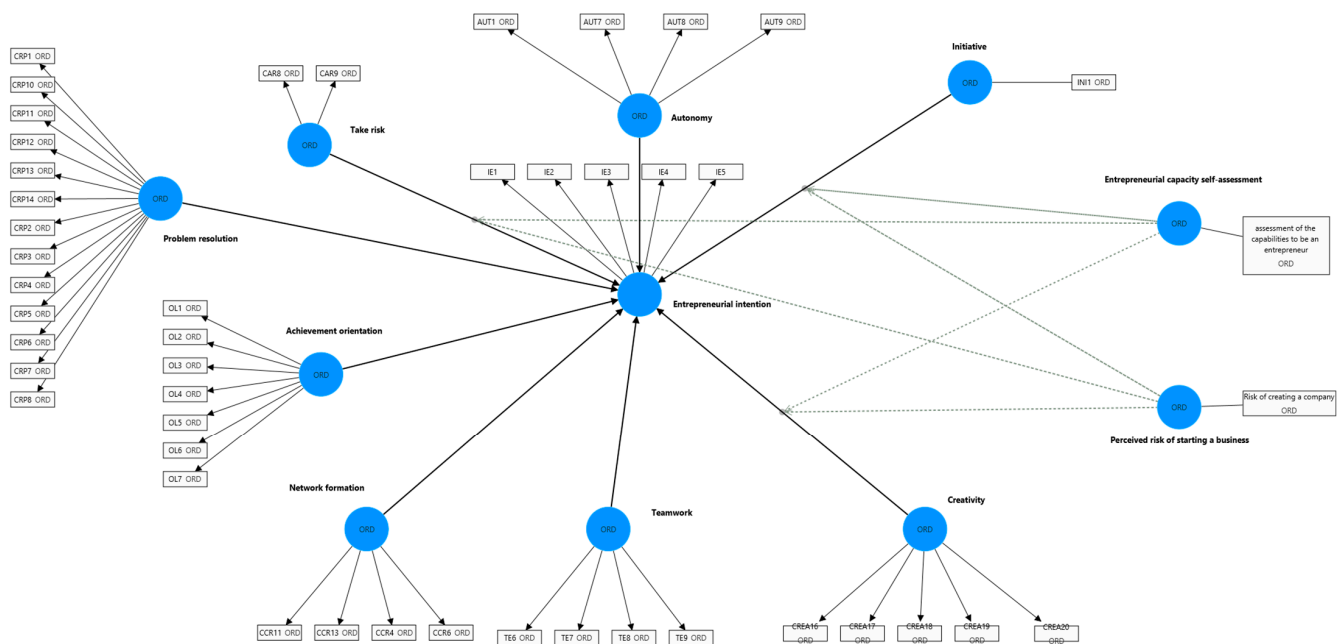 AUT1 ORD
AUT7 ORD
AUT8 ORD
AUT9 ORD
Initiative
CRP1 ORD
CAR8 ORD
CAR9 ORD
ORD
INI1 ORD
CRP10 ORD
CRP11 ORD
ORD
Autonomy
Take risk
ORD
CRP12 ORD
CRP13 ORD
IE1
IE2
IE3
IE4
IE5
Entrepreneurial capacity self-assessment
CRP14 ORD
ORD
CRP2 ORD
Problem resolution
ORD
assessment of the
capabilities to be an
entrepreneur
ORD
CRP3 ORD
CRP4 ORD
CRP5 ORD
CRP6 ORD
CRP7 ORD
CRP8 ORD
Entrepreneurial intention
OL1 ORD
OL2 ORD
OL3 ORD
OL4 ORD
OL5 ORD
OL6 ORD
OL7 ORD
Achievement orientation
ORD
ORD
Risk of creating a company
ORD
Perceived risk of starting a business
Network formation
Teamwork
Creativity
ORD
ORD
ORD
CCR11 ORD
CCR13 ORD
CCR4 ORD
CCR6 ORD
TE6 ORD
TE7 ORD
TE8 ORD
TE9 ORD
CREA16
ORD
CREA17
ORD
CREA18
ORD
CREA19
ORD
CREA20
ORD